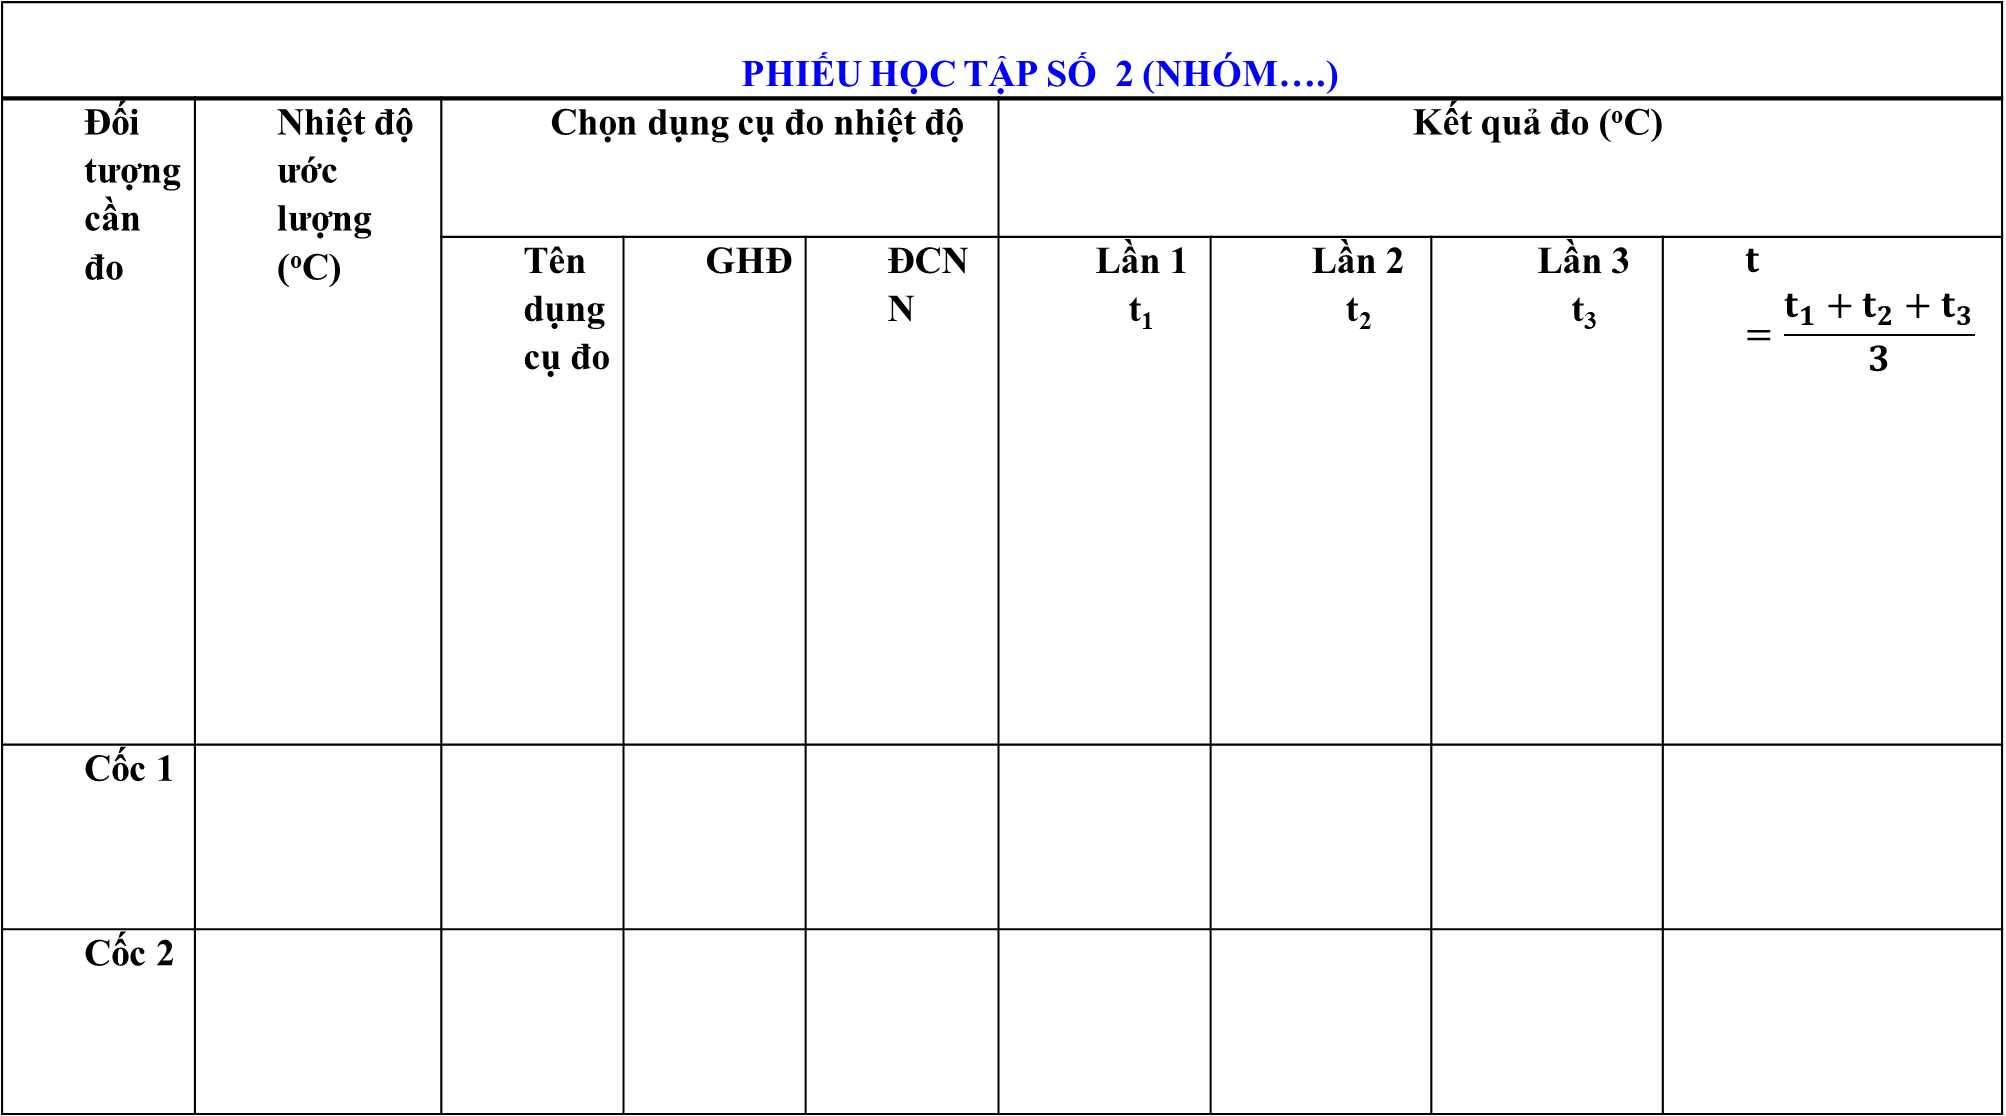 PHIẾU HỌC TẬP SỐ  2 (NHÓM….)
Đối
tượng
cần
đo
Nhiệt độ
ước
lượng
(ºC)
Chọn dụng cụ đo nhiệt độ
Kết quả đo (ºC)
Tên
dụng
cụ đo
GHĐ
ĐCN
N
Lần 1
t₁
Lần 2
t₂
Lần 3
t₃
t
= (t₁ + t₂ + t₃)/3
Cốc 1
Cốc 2